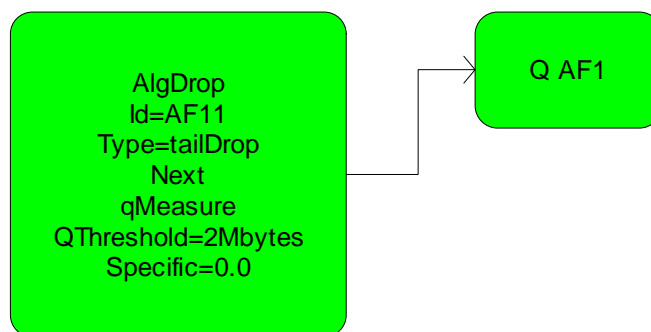 AlgDrop
Id=AF11
Type=tailDrop
Next
qMeasure
QThreshold=2Mbytes
Specific=0.0
Q AF1